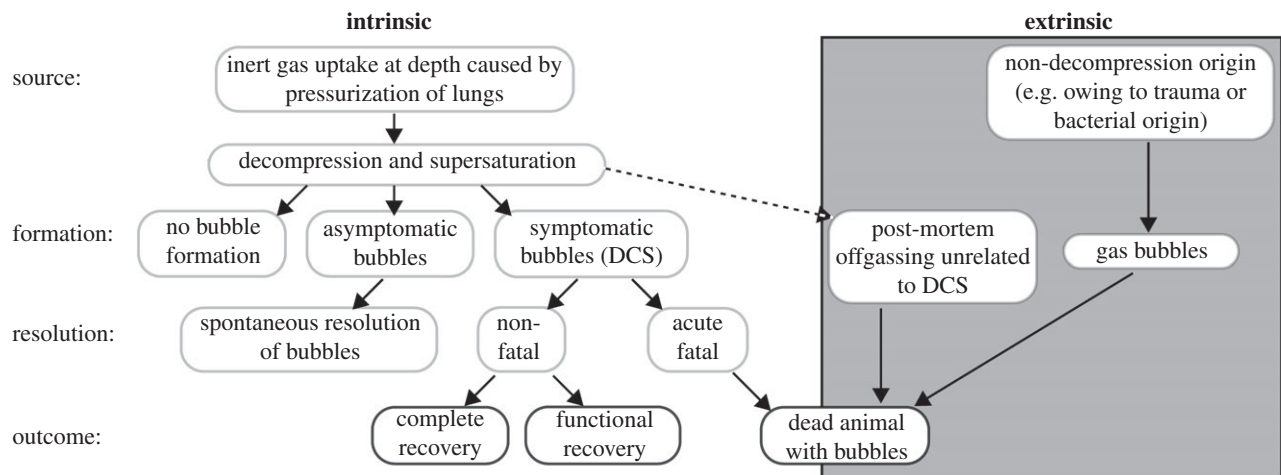 intrinsic
extrinsic
source:
inert gas uptake at depth caused by
pressurization of lungs
non-decompression origin
(e.g. owing to trauma or
bacterial origin)
decompression and supersaturation
formation:
no bubble
formation
asymptomatic
bubbles
symptomatic
bubbles (DCS)
post-mortem
offgassing unrelated
to DCS
gas bubbles
resolution:
spontaneous resolution
of bubbles
non-
fatal
acute
fatal
outcome:
complete
recovery
functional
recovery
dead animal
with bubbles